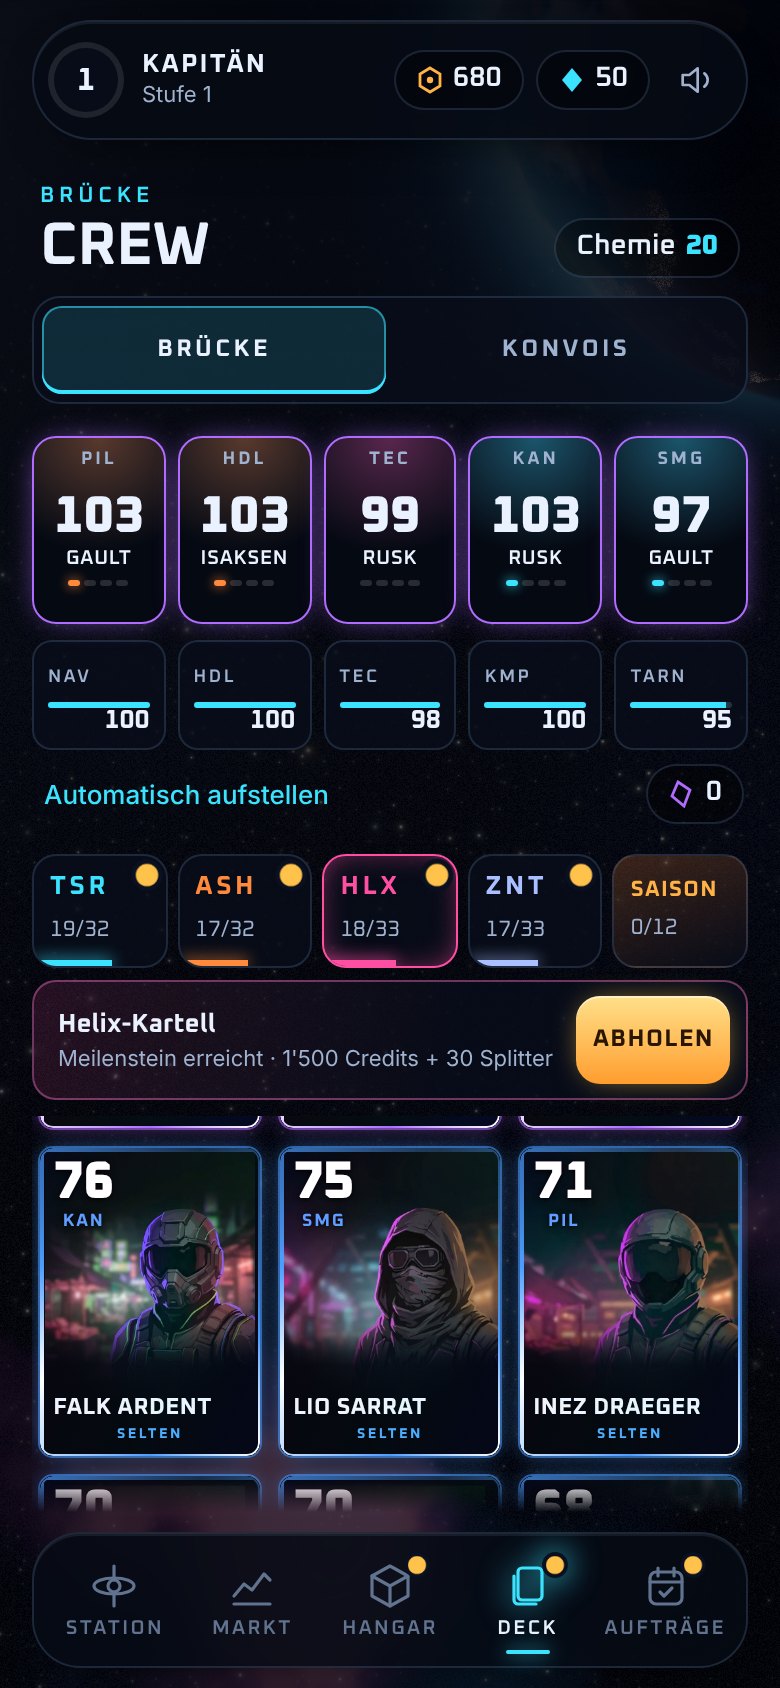 1
KAPITÄN
Stufe 1
680
50
BRÜCKE
CREW
Chemie 20
BRÜCKE
KONVOIS
PIL
103
GAULT
HDL
103
ISAKSEN
TEC
99
RUSK
KAN
103
RUSK
SMG
97
GAULT
NAV
100
HDL
100
TEC
98
KMP
100
TARN
95
Automatisch aufstellen
0
TSR
19/32
ASH
17/32
HLX
18/33
ZNT
17/33
SAISON
0/12
Helix-Kartell
Meilenstein erreicht · 1'500 Credits + 30 Splitter
ABHOLEN
76
KAN
FALK ARDENT
SELTEN
75
SMG
LIO SARRAT
SELTEN
71
PIL
INEZ DRAEGER
SELTEN
70
70
68
STATION
MARKT
HANGAR
DECK
AUFTRÄGE